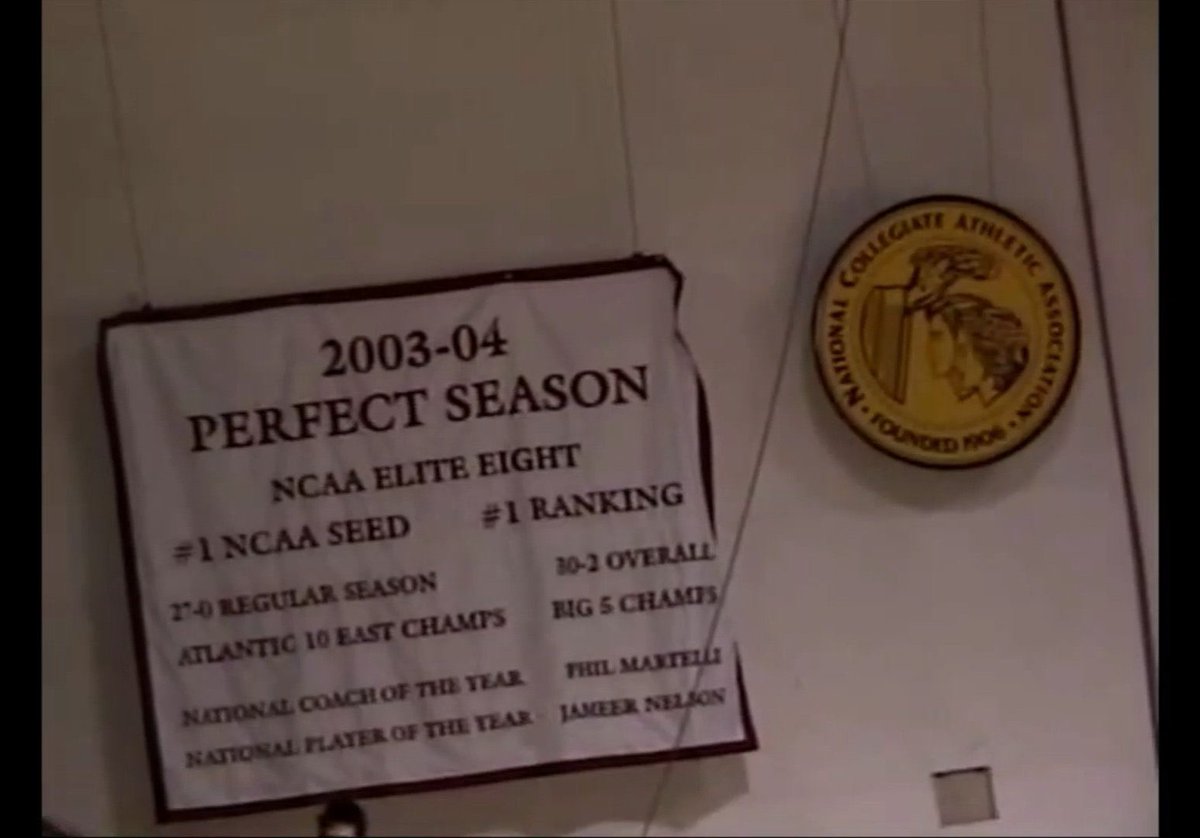 2003-04
PERFECT SEASON
NCAA ELITE EIGHT
#1 NCAA SEED #1 RANKING
27-0 REGULAR SEASON 30-2 OVERALL
ATLANTIC 10 EAST CHAMPS BIG 5 CHAMPS
NATIONAL COACH OF THE YEAR PHIL MARTELLI
NATIONAL PLAYER OF THE YEAR JAMEER NELSON
NATIONAL COLLEGIATE ATHLETIC ASSOCIATION
• FOUNDED 1906 •